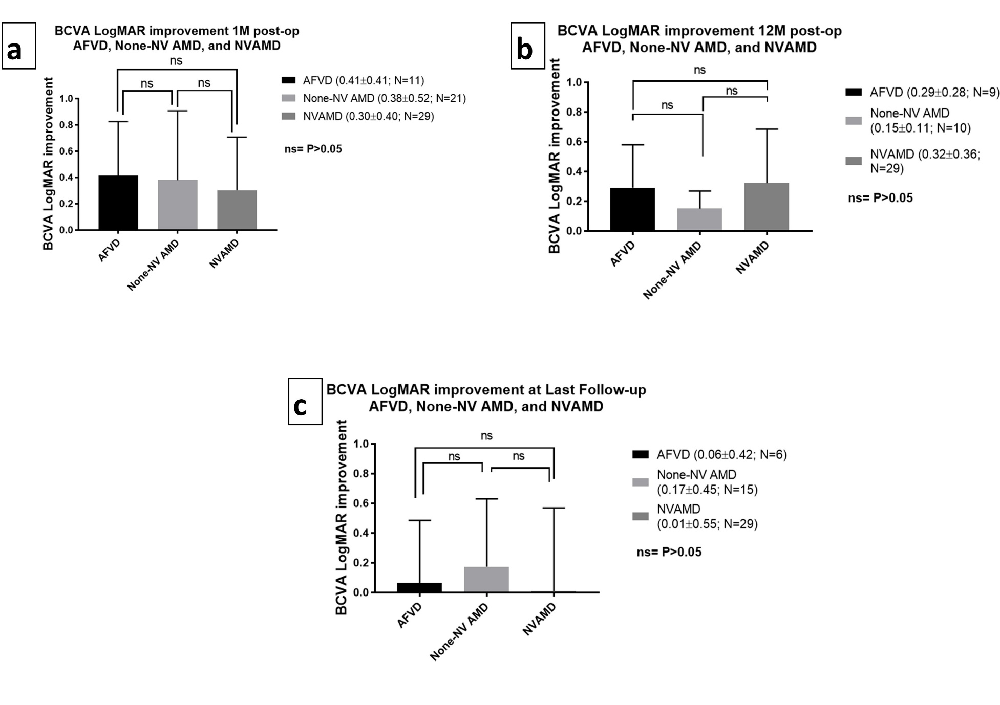 a
BCVA LogMAR improvement 1M post-op
AFVD, None-NV AMD, and NVAMD
ns
ns
ns
BCVA LogMAR improvement
1.0
0.8
0.6
0.4
0.2
0.0
AFVD
None-NV AMD
NVAMD
AFVD (0.41±0.41; N=11)
None-NV AMD (0.38±0.52; N=21)
NVAMD (0.30±0.40; N=29)
ns= P>0.05
b
BCVA LogMAR improvement 12M post-op
AFVD, None-NV AMD, and NVAMD
ns
ns
ns
BCVA LogMAR improvement
1.0
0.8
0.6
0.4
0.2
0.0
AFVD
None-NV AMD
NVAMD
AFVD (0.29±0.28; N=9)
None-NV AMD
(0.15±0.11; N=10)
NVAMD (0.32±0.36;
N=29)
ns= P>0.05
c
BCVA LogMAR improvement at Last Follow-up
AFVD, None-NV AMD, and NVAMD
ns
ns
ns
BCVA LogMAR improvement
1.0
0.8
0.6
0.4
0.2
0.0
AFVD
None-NV AMD
NVAMD
AFVD (0.06±0.42; N=6)
None-NV AMD
(0.17±0.45; N=15)
NVAMD
(0.01±0.55; N=29)
ns= P>0.05